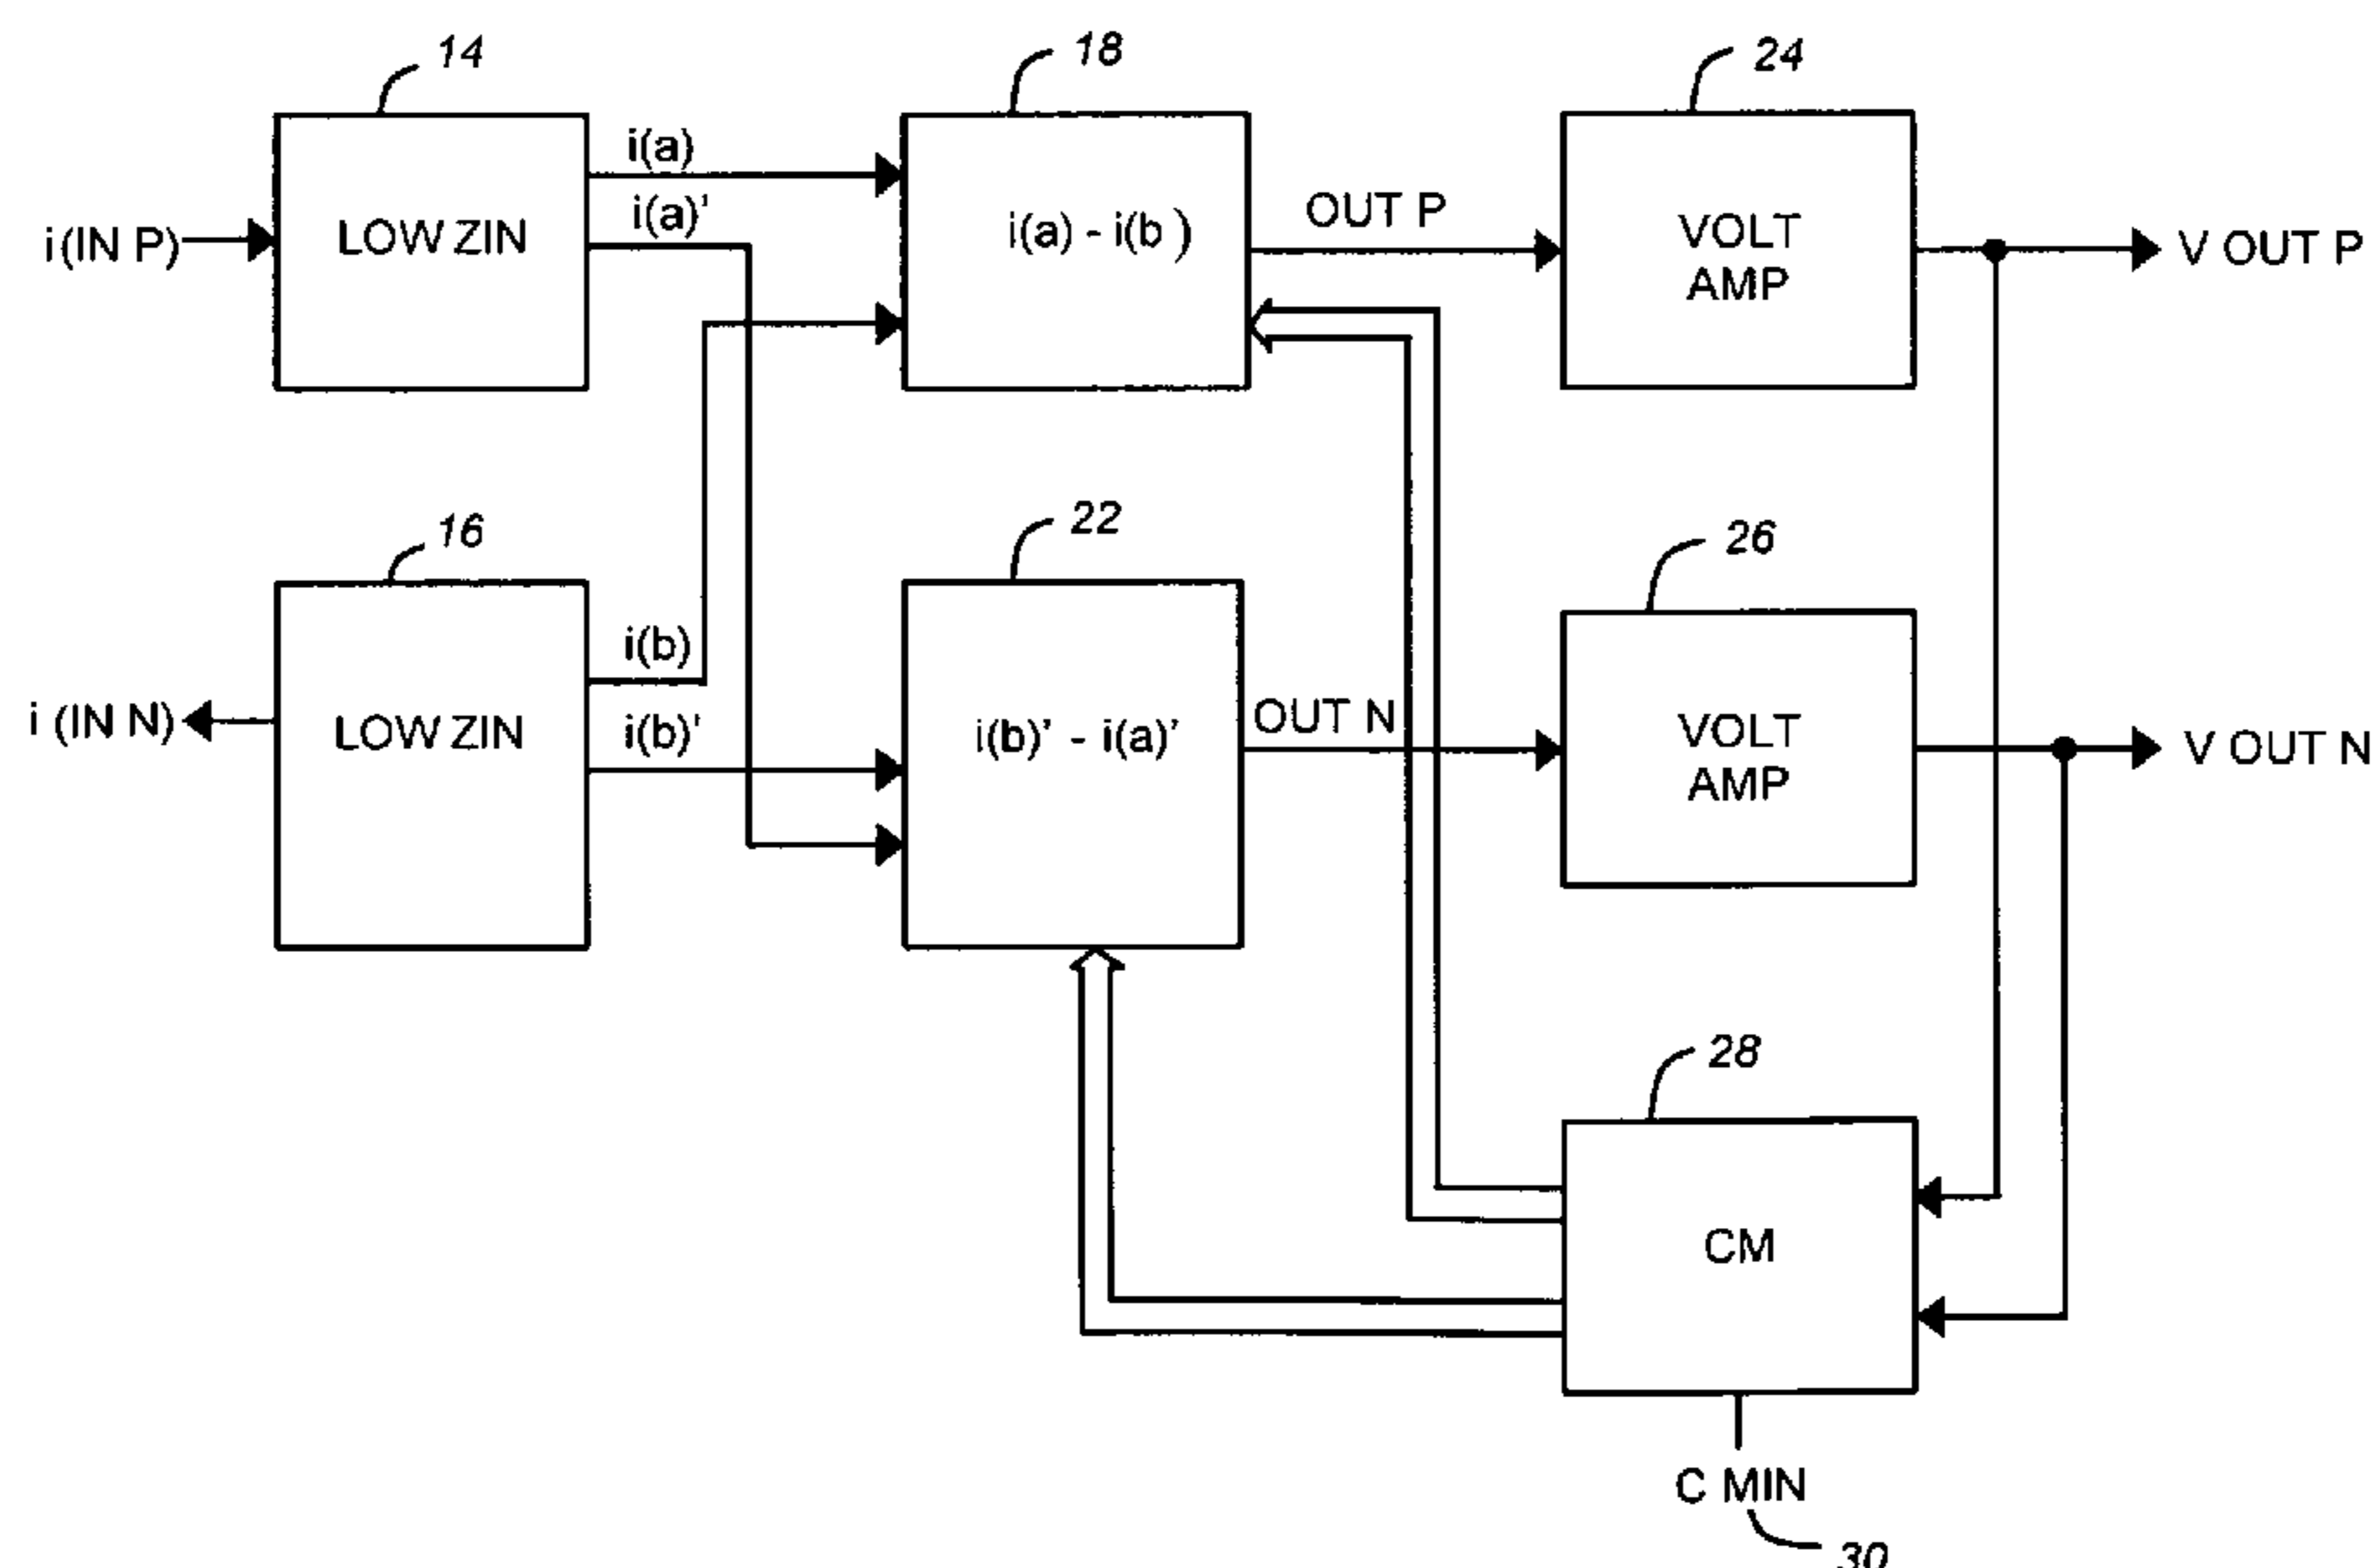 14
18
24
i(a)
i(a)'
i(IN P)
LOW ZIN
i(a) - i(b)
OUT P
VOLT
AMP
V OUT P
16
22
26
i(b)
i(b)'
i (IN N)
LOW ZIN
i(b)' - i(a)'
OUT N
VOLT
AMP
V OUT N
28
CM
C MIN
30